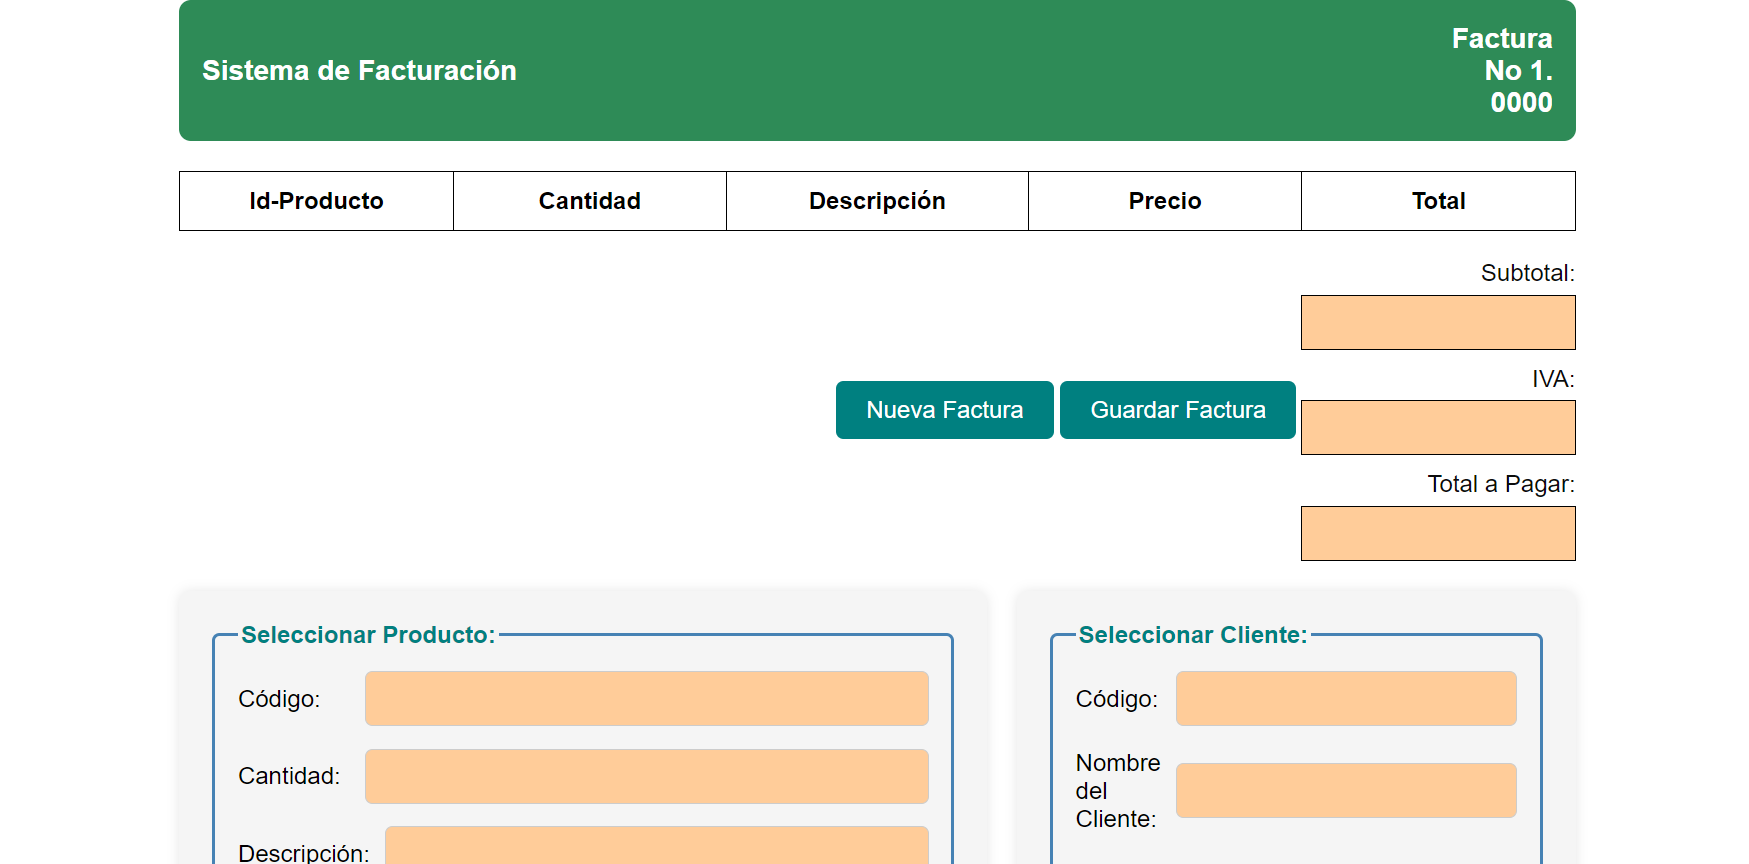 Sistema de Facturación
Factura
No 1.
0000
Id-Producto Cantidad Descripción Precio Total
Subtotal:
IVA:
Nueva Factura Guardar Factura
Total a Pagar:
Seleccionar Producto:
Código:
Cantidad:
Descripción:
Seleccionar Cliente:
Código:
Nombre
del
Cliente: